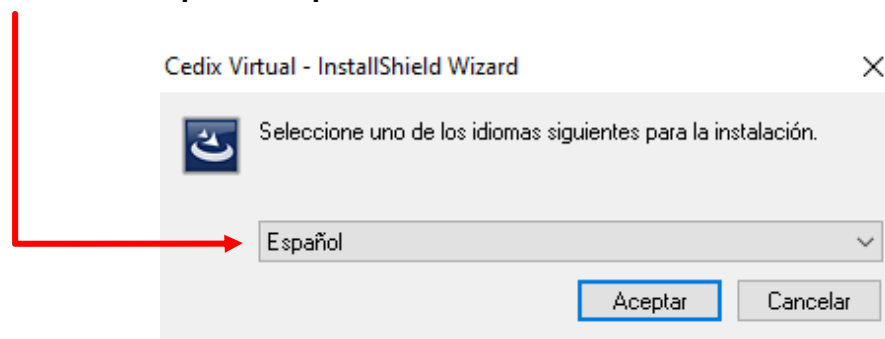 Cedix Virtual - InstallShield Wizard
Seleccione uno de los idiomas siguientes para la instalación.
Español
Aceptar
Cancelar